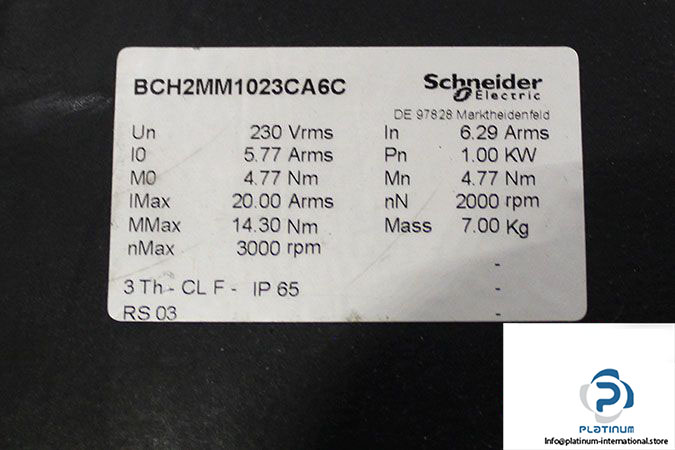 BCH2MM1023CA6C
Schneider
Electric
DE 97828 Marktheidenfeld
Un 230 Vrms In 6.29 Arms
I0 5.77 Arms Pn 1.00 KW
M0 4.77 Nm Mn 4.77 Nm
IMax 20.00 Arms nN 2000 rpm
MMax 14.30 Nm Mass 7.00 Kg
nMax 3000 rpm
-
3 Th - CL F - IP 65 -
RS 03 -
PLATINUM
Info@platinum-international.store